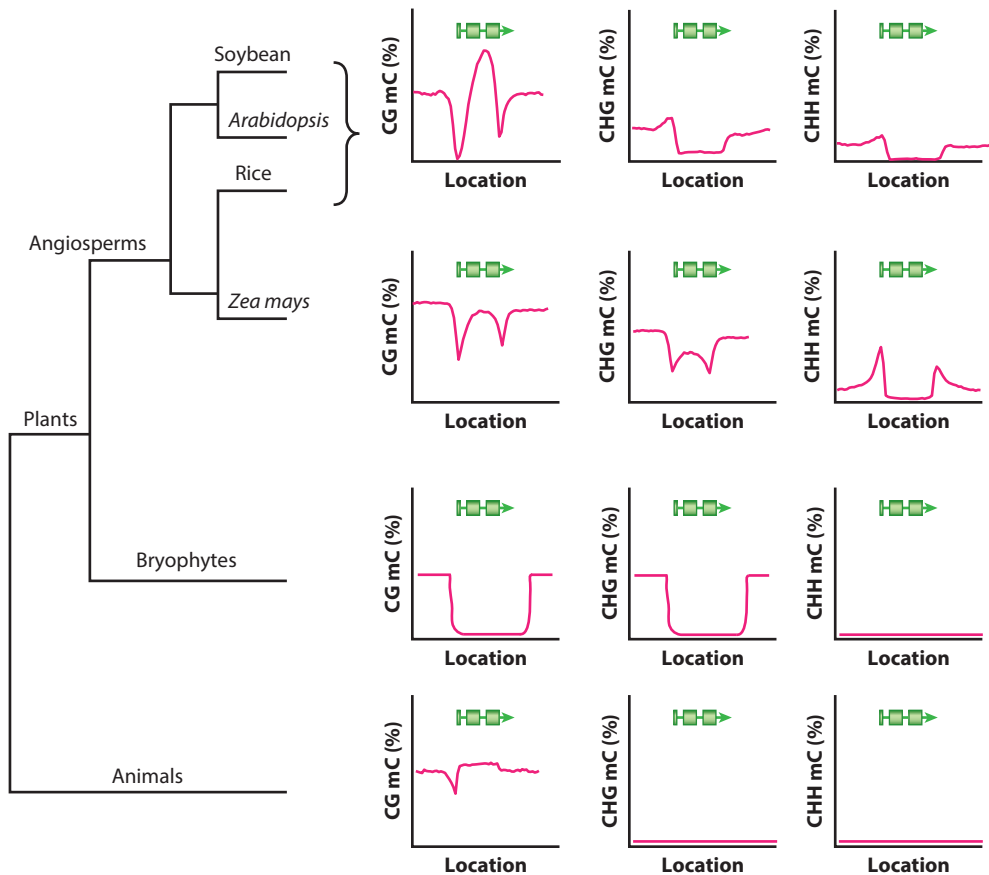 Soybean
Arabidopsis
Rice
Angiosperms
Zea mays
Plants
Bryophytes
Animals
CG mC (%)
Location
CHG mC (%)
Location
CHH mC (%)
Location
CG mC (%)
Location
CHG mC (%)
Location
CHH mC (%)
Location
CG mC (%)
Location
CHG mC (%)
Location
CHH mC (%)
Location
CG mC (%)
Location
CHG mC (%)
Location
CHH mC (%)
Location